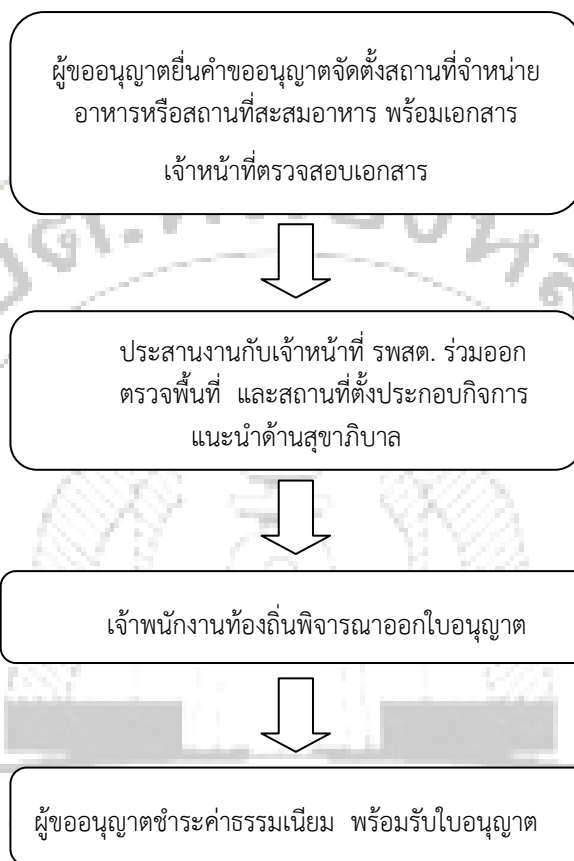 ผู้ขออนุญาตยื่นคำขออนุญาตจัดตั้งสถานที่จำหน่าย
อาหารหรือสถานที่สะสมอาหาร พร้อมเอกสาร
เจ้าหน้าที่ตรวจสอบเอกสาร
ประสานงานกับเจ้าหน้าที่ รพสต. ร่วมออก
ตรวจพื้นที่ และสถานที่ตั้งประกอบกิจการ
แนะนำด้านสุขาภิบาล
เจ้าพนักงานท้องถิ่นพิจารณาออกใบอนุญาต
ผู้ขออนุญาตชำระค่าธรรมเนียม พร้อมรับใบอนุญาต